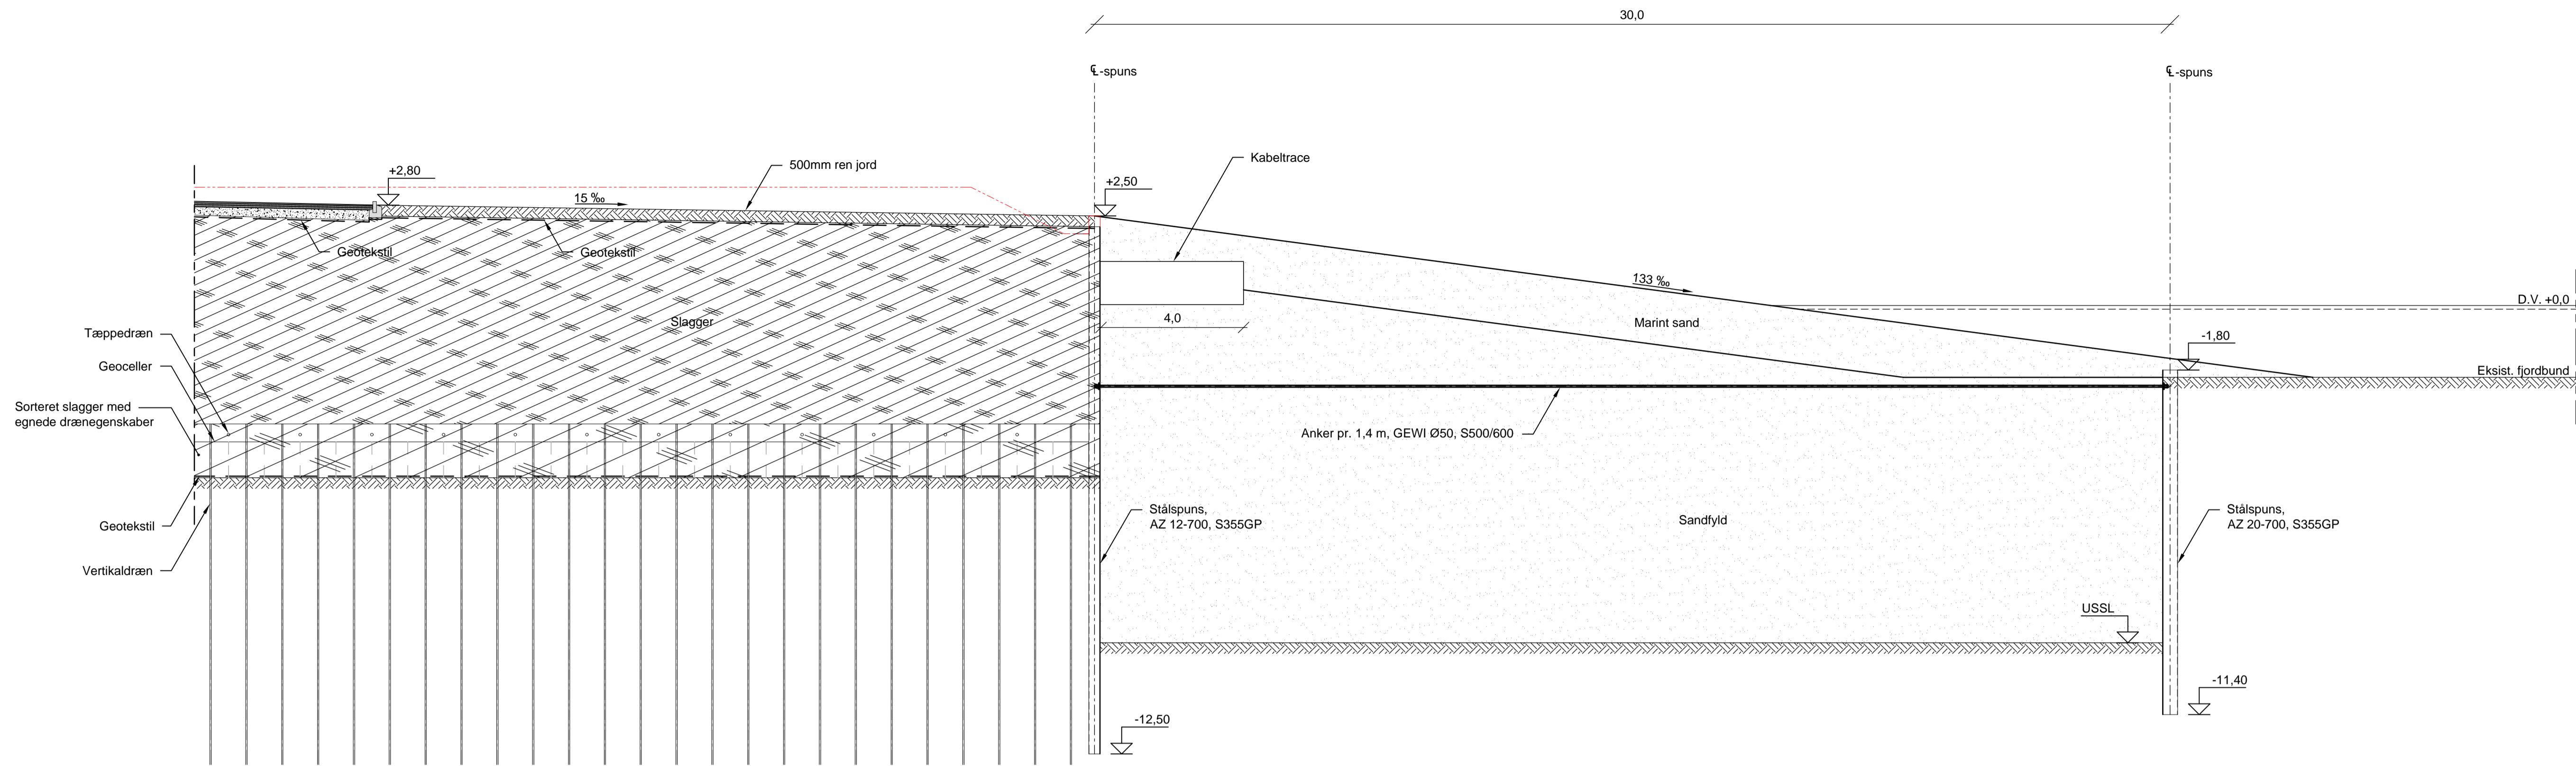 30,0
℄-spuns
℄-spuns
Kabeltrace
500mm ren jord
+2,80
+2,50
15 ‰
Geotekstil
Geotekstil
133 ‰
D.V. +0,0
4,0
Slagger
Marint sand
Tæppedræn
-1,80
Geoceller
Eksist. fjordbund
Sorteret slagger med
egnede drænegenskaber
Anker pr. 1,4 m, GEWI Ø50, S500/600
Stålspuns,
AZ 12-700, S355GP
Sandfyld
Stålspuns,
AZ 20-700, S355GP
Geotekstil
Vertikaldræn
USSL
-11,40
-12,50